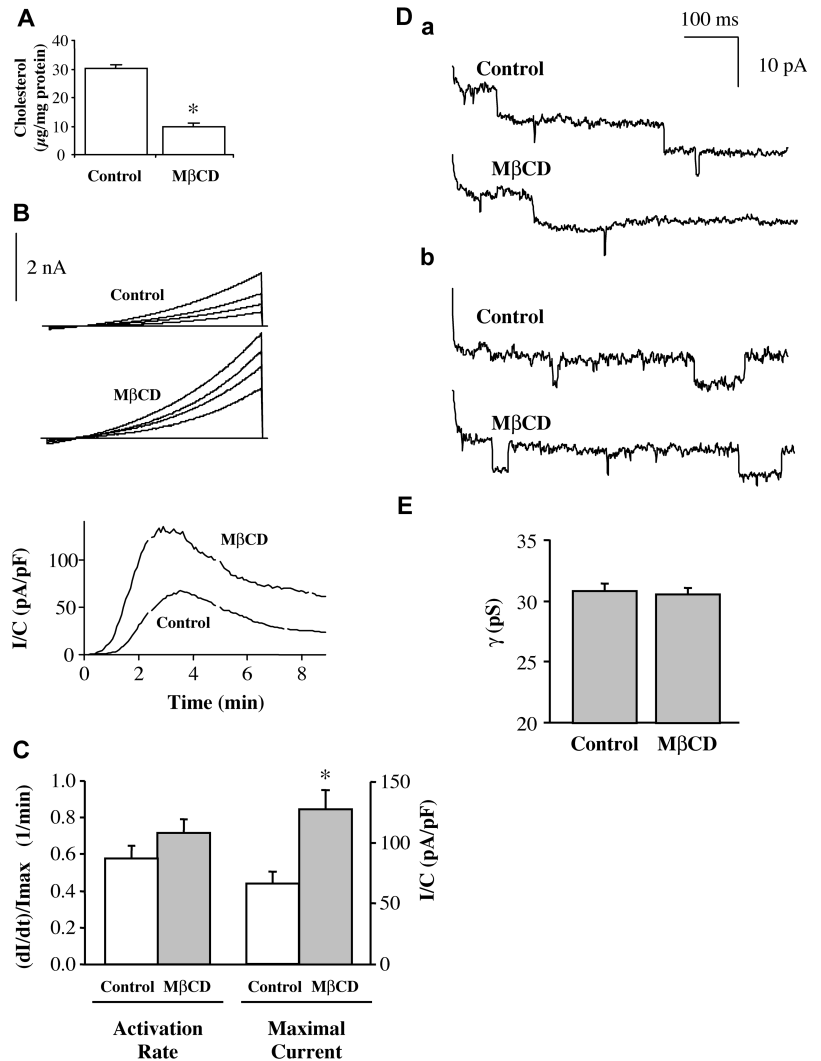 A
Cholesterol
(µg/mg protein)
40
30
20
10
0
*
Control MβCD
B
2 nA
Control
MβCD
I/C (pA/pF)
100
50
0
MβCD
Control
0 2 4 6 8
Time (min)
C
((dI/dt)/Imax (1/min)
1.0
0.8
0.6
0.4
0.2
0.0
*
150
100
50
0
I/C (pA/pF)
Control MβCD Control MβCD
Activation
Rate
Maximal
Current
D
a
100 ms
10 pA
Control
MβCD
b
Control
MβCD
E
γ (pS)
35
30
25
20
Control MβCD